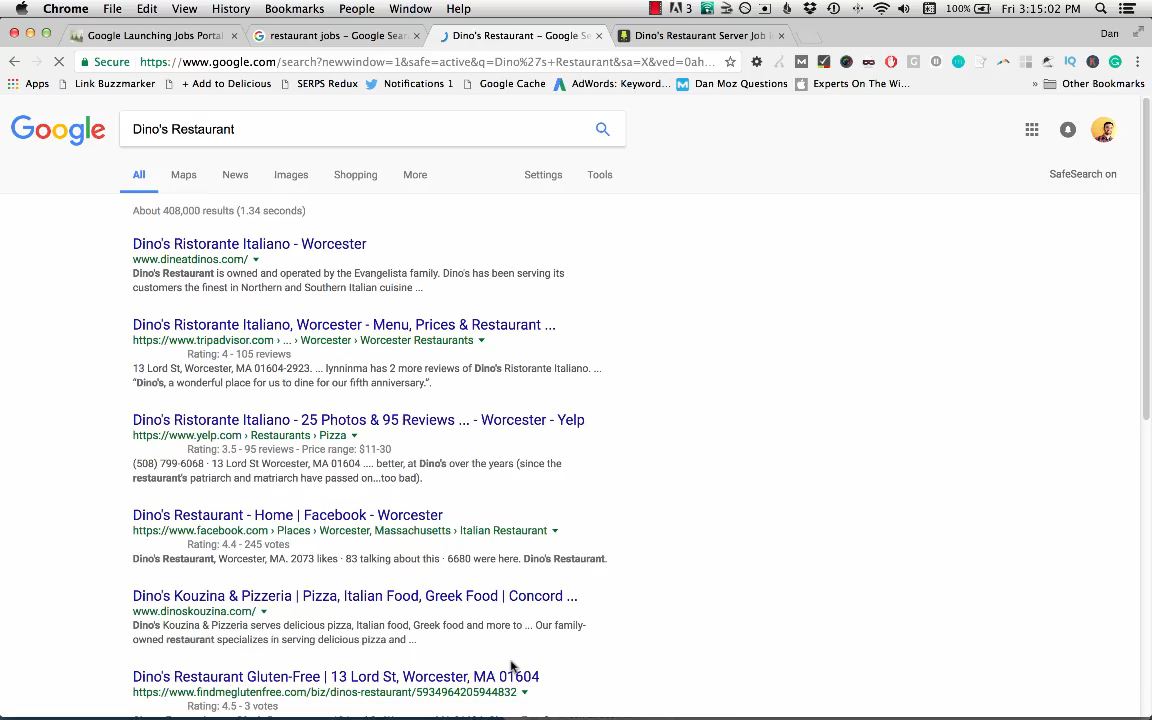 Chrome File Edit View History Bookmarks People Window Help 3 100% Fri 3:15:02 PM
Google Launching Jobs Portal restaurant jobs – Google Sear Dino's Restaurant – Google Se Dino's Restaurant Server Job i Dan
Secure https://www.google.com/search?newwindow=1&safe=active&q=Dino%27s+Restaurant&sa=X&ved=0ah...
Apps Link Buzzmarker + Add to Delicious SERPS Redux Notifications 1 Google Cache AdWords: Keyword... Dan Moz Questions Experts On The Wi... » Other Bookmarks
Google Dino's Restaurant
All Maps News Images Shopping More Settings Tools SafeSearch on
About 408,000 results (1.34 seconds)
Dino's Ristorante Italiano - Worcester
www.dineatdinos.com/
Dino's Restaurant is owned and operated by the Evangelista family. Dino's has been serving its
customers the finest in Northern and Southern Italian cuisine ...
Dino's Ristorante Italiano, Worcester - Menu, Prices & Restaurant ...
https://www.tripadvisor.com › ... › Worcester › Worcester Restaurants
Rating: 4 - 105 reviews
13 Lord St, Worcester, MA 01604-2923. ... lynninma has 2 more reviews of Dino's Ristorante Italiano. ...
“Dino's, a wonderful place for us to dine for our fifth anniversary.”.
Dino's Ristorante Italiano - 25 Photos & 95 Reviews ... - Worcester - Yelp
https://www.yelp.com › Restaurants › Pizza
Rating: 3.5 - 95 reviews - Price range: $11-30
(508) 799-6068 · 13 Lord St Worcester, MA 01604 .... better, at Dino's over the years (since the
restaurant's patriarch and matriarch have passed on...too bad).
Dino's Restaurant - Home | Facebook - Worcester
https://www.facebook.com › Places › Worcester, Massachusetts › Italian Restaurant
Rating: 4.4 - 245 votes
Dino's Restaurant, Worcester, MA. 2073 likes · 83 talking about this · 6680 were here. Dino's Restaurant.
Dino's Kouzina & Pizzeria | Pizza, Italian Food, Greek Food | Concord ...
www.dinoskouzina.com/
Dino's Kouzina & Pizzeria serves delicious pizza, Italian food, Greek food and more to ... Our family-
owned restaurant specializes in serving delicious pizza and ...
Dino's Restaurant Gluten-Free | 13 Lord St, Worcester, MA 01604
https://www.findmeglutenfree.com/biz/dinos-restaurant/5934964205944832
Rating: 4.5 - 3 votes